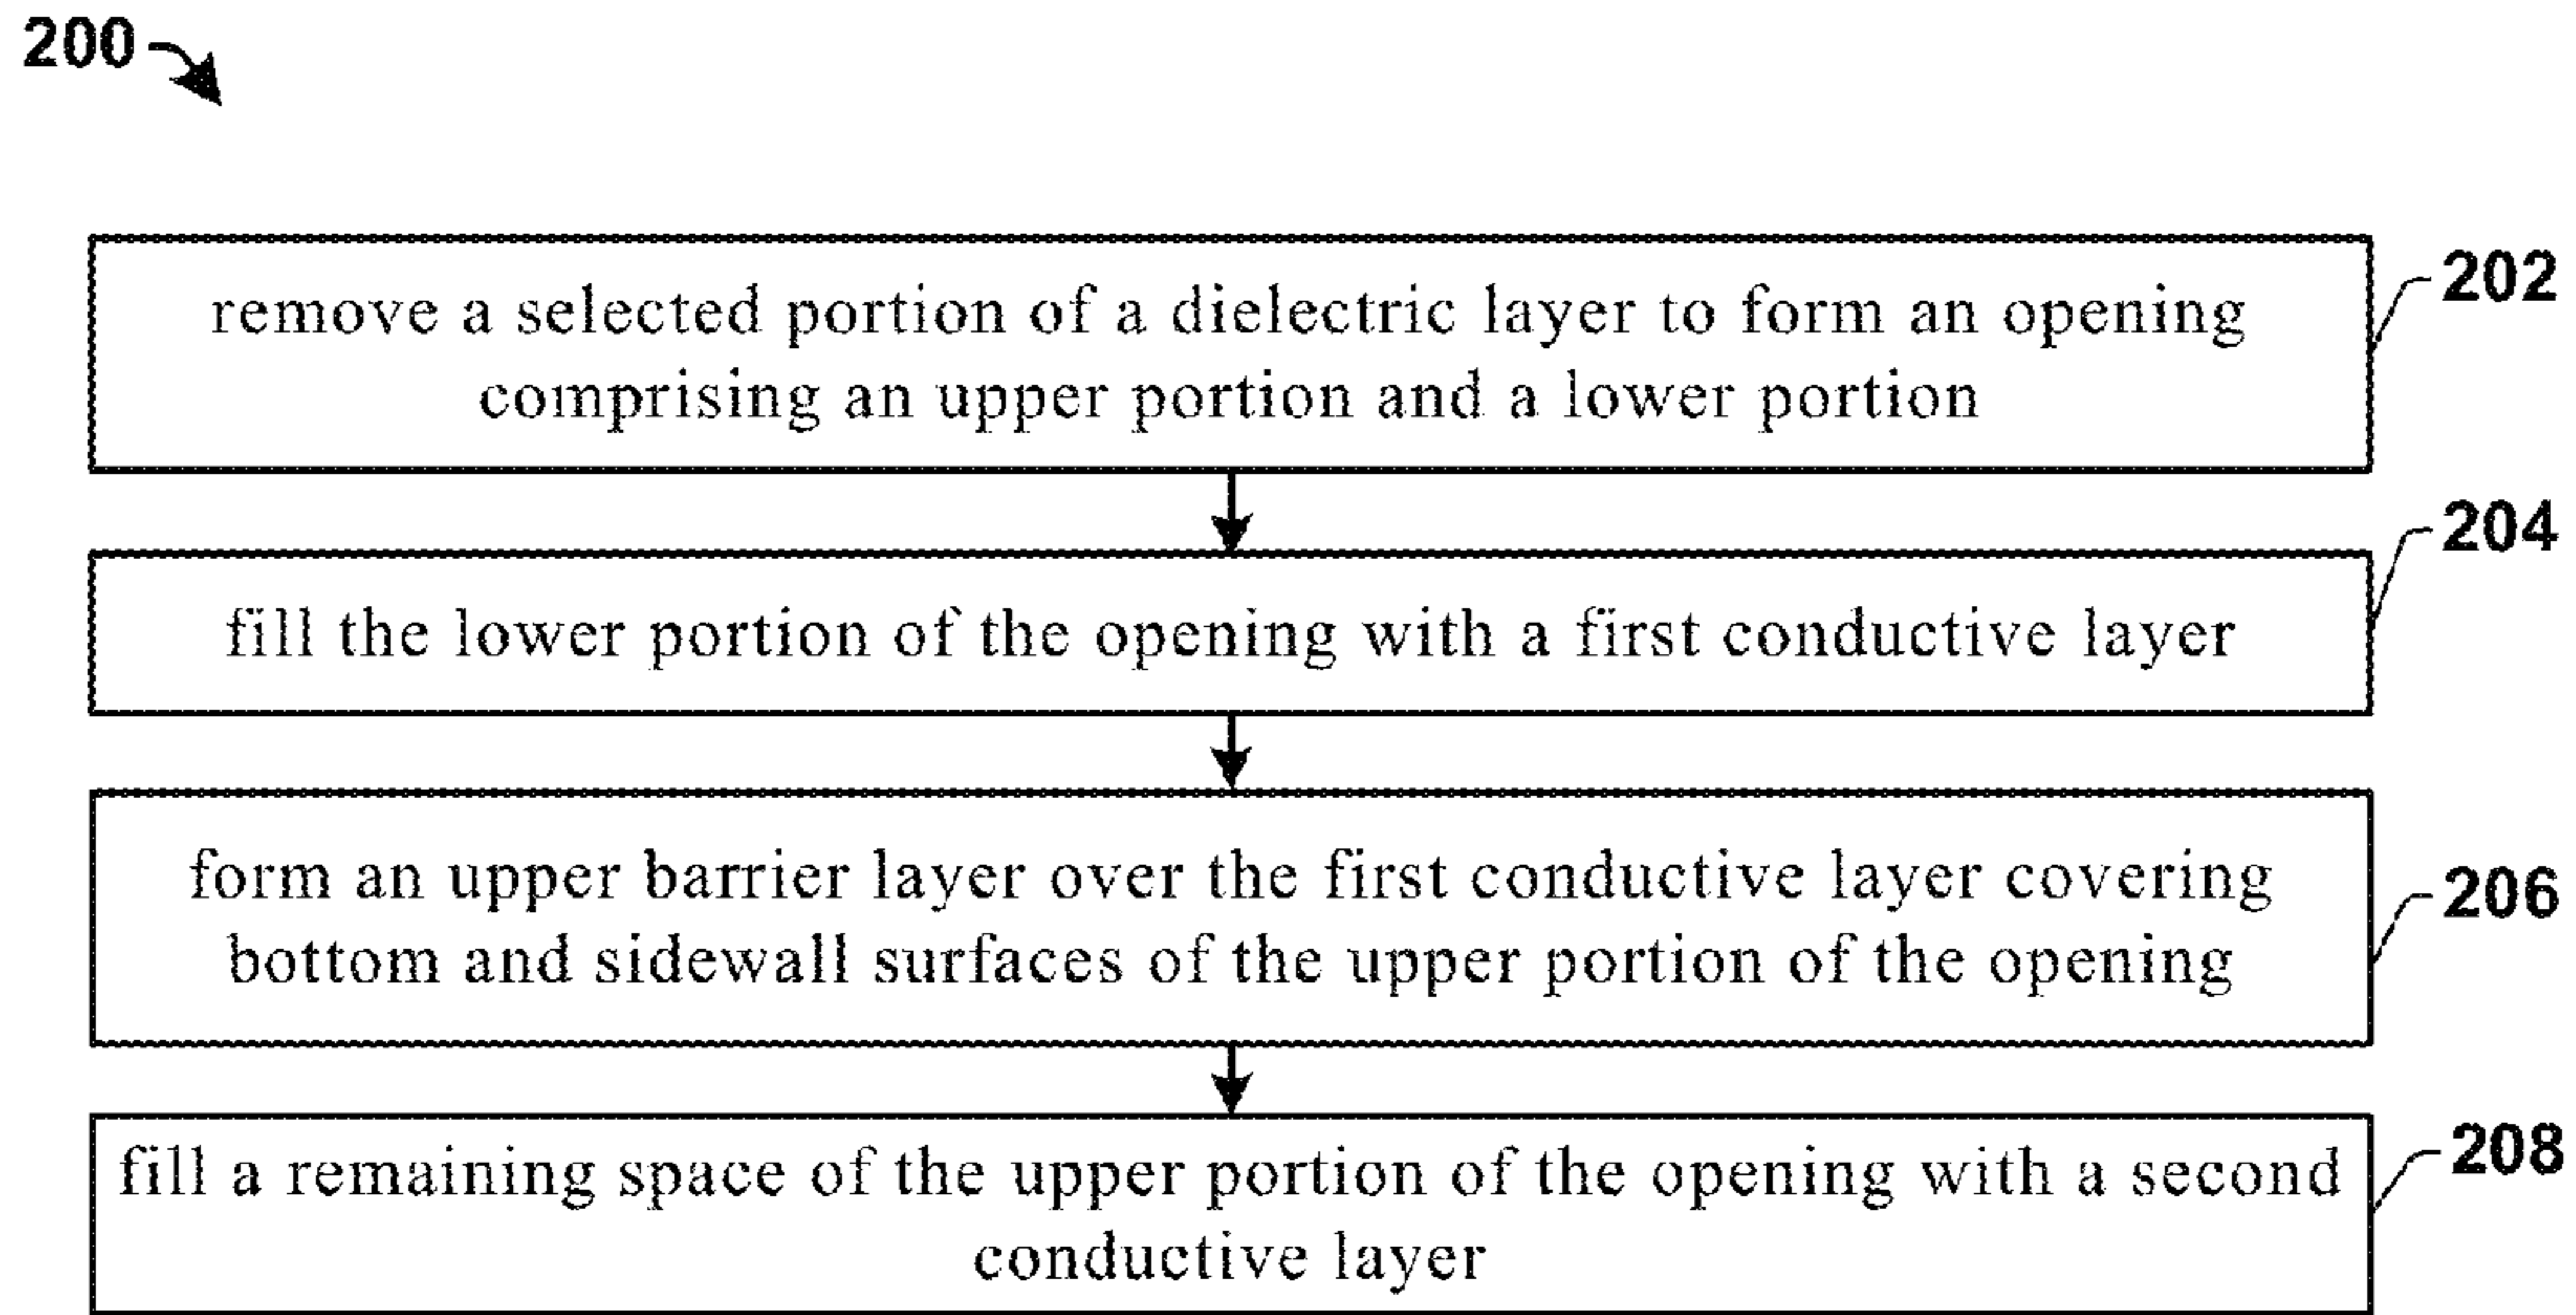 200
remove a selected portion of a dielectric layer to form an opening
comprising an upper portion and a lower portion
202
fill the lower portion of the opening with a first conductive layer
204
form an upper barrier layer over the first conductive layer covering
bottom and sidewall surfaces of the upper portion of the opening
206
fill a remaining space of the upper portion of the opening with a second
conductive layer
208